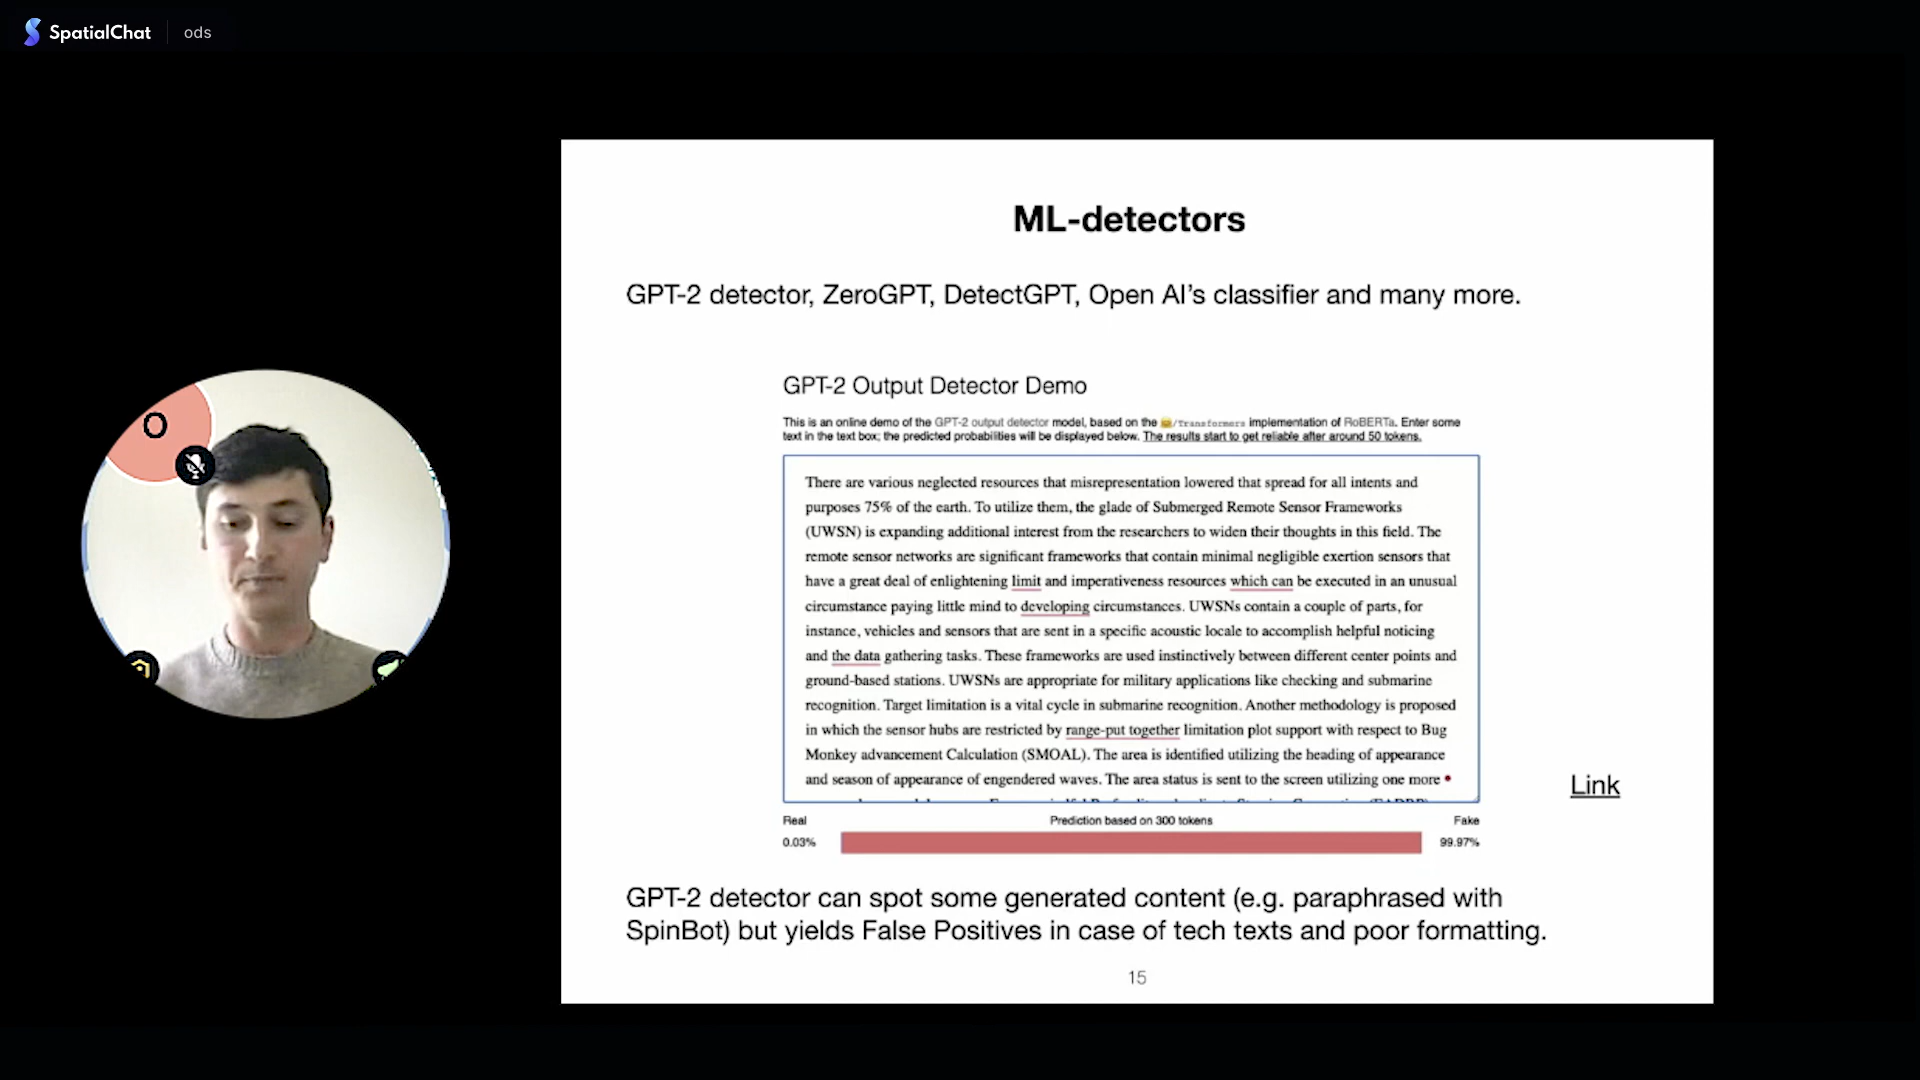 SpatialChat
ods
ML-detectors
GPT-2 detector, ZeroGPT, DetectGPT, Open AI's classifier and many more.
GPT-2 Output Detector Demo
This is an online demo of the GPT-2 output detector model, based on the 🤗/Transformers implementation of RoBERTa. Enter some
text in the text box; the predicted probabilities will be displayed below. The results start to get reliable after around 50 tokens.
There are various neglected resources that misrepresentation lowered that spread for all intents and
purposes 75% of the earth. To utilize them, the glade of Submerged Remote Sensor Frameworks
(UWSN) is expanding additional interest from the researchers to widen their thoughts in this field. The
remote sensor networks are significant frameworks that contain minimal negligible exertion sensors that
have a great deal of enlightening limit and imperativeness resources which can be executed in an unusual
circumstance paying little mind to developing circumstances. UWSNs contain a couple of parts, for
instance, vehicles and sensors that are sent in a specific acoustic locale to accomplish helpful noticing
and the data gathering tasks. These frameworks are used instinctively between different center points and
ground-based stations. UWSNs are appropriate for military applications like checking and submarine
recognition. Target limitation is a vital cycle in submarine recognition. Another methodology is proposed
in which the sensor hubs are restricted by range-put together limitation plot support with respect to Bug
Monkey advancement Calculation (SMOAL). The area is identified utilizing the heading of appearance
and season of appearance of engendered waves. The area status is sent to the screen utilizing one more
Real Prediction based on 300 tokens Fake
0.03% 99.97%
Link
GPT-2 detector can spot some generated content (e.g. paraphrased with
SpinBot) but yields False Positives in case of tech texts and poor formatting.
15
O